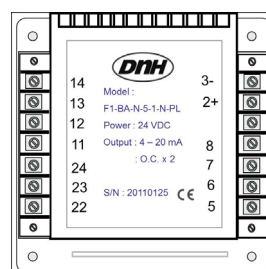 DNH
14
13
12
11
24
23
22
Model :
F1-BA-N-5-1-N-PL
Power : 24 VDC
Output : 4 – 20 mA
: O.C. x 2
S/N : 20110125 CE
3-
2+
8
7
6
5